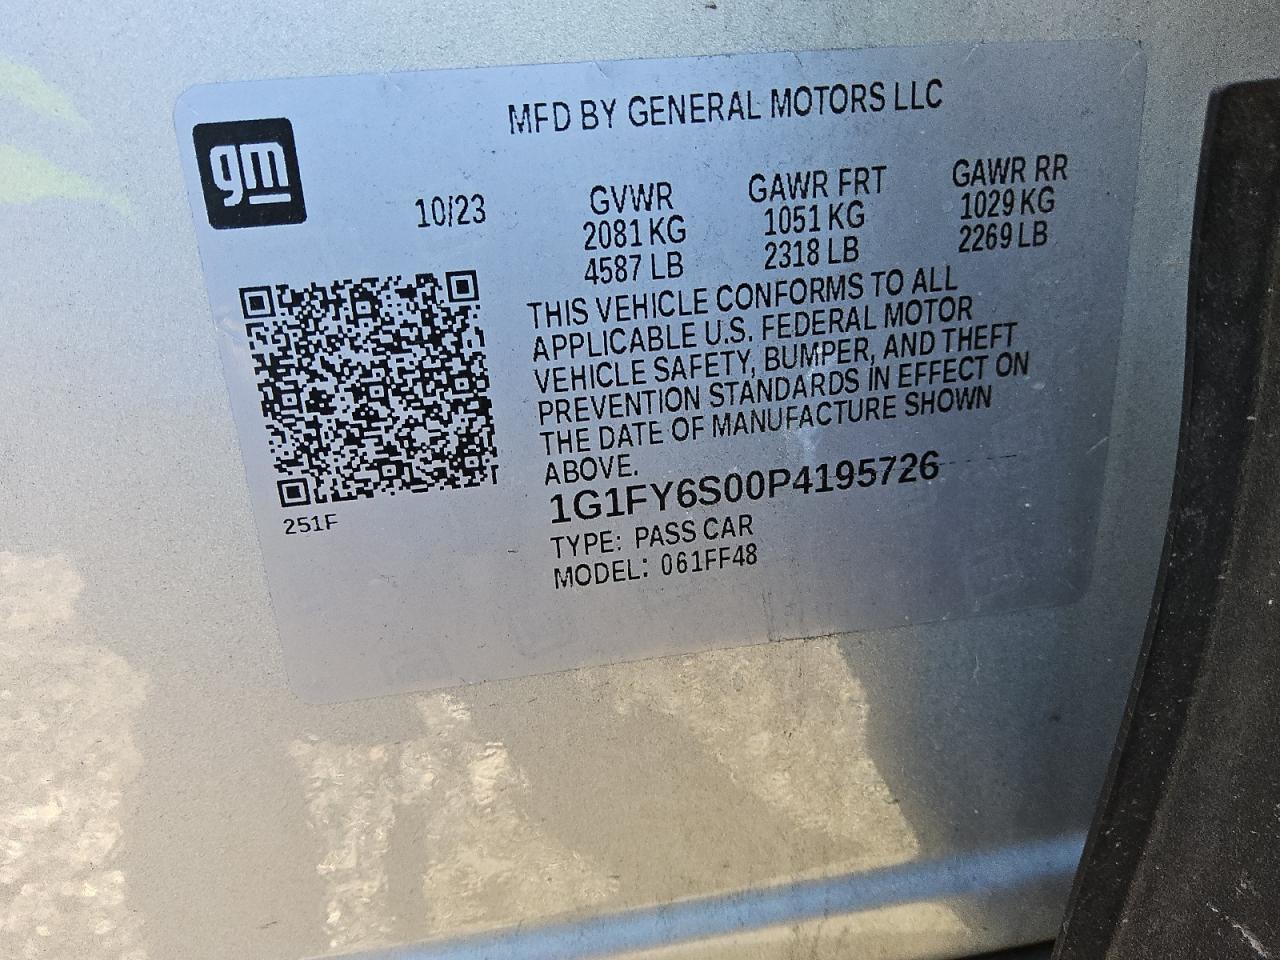 MFD BY GENERAL MOTORS LLC
gm
10/23
GVWR
2081 KG
4587 LB
GAWR FRT
1051 KG
2318 LB
GAWR RR
1029 KG
2269 LB
THIS VEHICLE CONFORMS TO ALL
APPLICABLE U.S. FEDERAL MOTOR
VEHICLE SAFETY, BUMPER, AND THEFT
PREVENTION STANDARDS IN EFFECT ON
THE DATE OF MANUFACTURE SHOWN
ABOVE.
1G1FY6S00P4195726
TYPE: PASS CAR
MODEL: 061FF48
251F